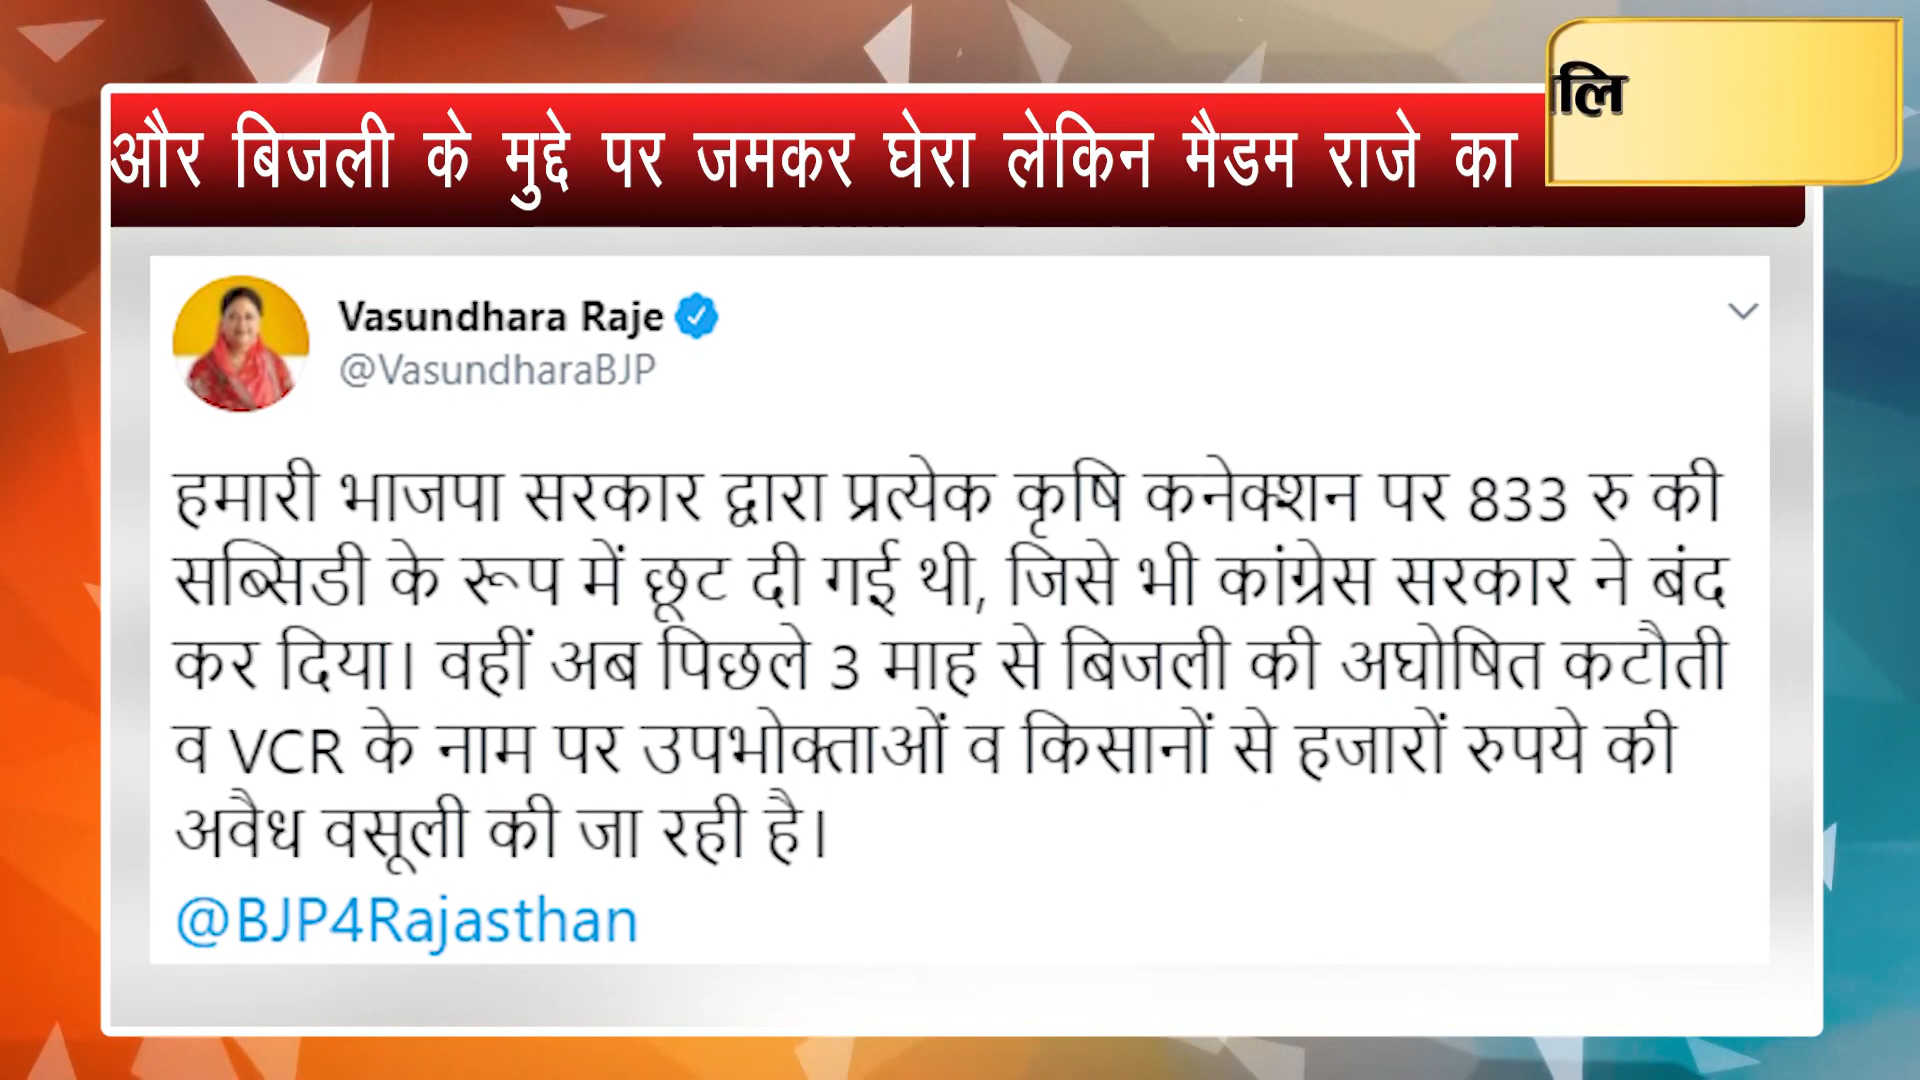 और बिजली के मुद्दे पर जमकर घेरा लेकिन मैडम राजे का
Vasundhara Raje
@VasundharaBJP
हमारी भाजपा सरकार द्वारा प्रत्येक कृषि कनेक्शन पर 833 रु की
सब्सिडी के रूप में छूट दी गई थी, जिसे भी कांग्रेस सरकार ने बंद
कर दिया। वहीं अब पिछले 3 माह से बिजली की अघोषित कटौती
व VCR के नाम पर उपभोक्ताओं व किसानों से हजारों रुपये की
अवैध वसूली की जा रही है।
@BJP4Rajasthan